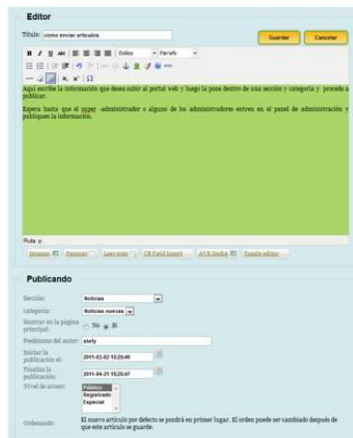 Editor
Título: como enviar articulos
Guardar Cancelar
B I U ABC Estilos Párrafo
Aquí escribe la información que desea subir al portal web y luego la pone dentro de una sección y categoría y procede a
publicar.
Espera hasta que el super -administrador o alguno de los administradores entren en el panel de administración y
publiquen la información.
Ruta: p
Imagen Paginar Leer más CB Field Insert AVR Media Toggle editor
Publicando
Sección: Noticias
categoría: Noticias nuevas
Mostrar en la página
principal: No Sí
Pseudónimo del autor: stefy
Iniciar la
publicación el: 2011-03-02 15:25:40
Finaliza la
publicación: 2011-04-21 15:25:47
Nivel de acceso: Público
Registrado
Especial
Ordenando: El nuevo artículo por defecto se pondrá en primer lugar. El orden puede ser cambiado después de
que este artículo se guarde.